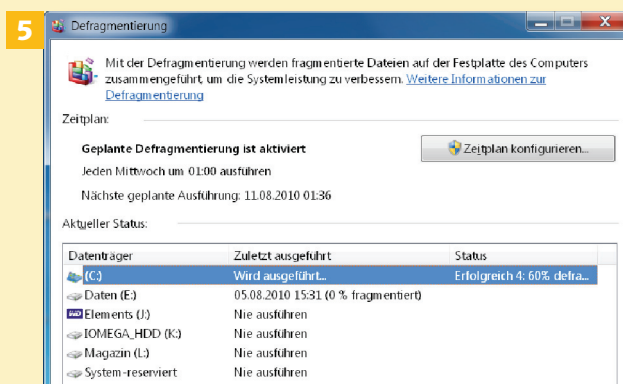 5
Defragmentierung
Mit der Defragmentierung werden fragmentierte Dateien auf der Festplatte des Computers
zusammengeführt, um die Systemleistung zu verbessern. Weitere Informationen zur
Defragmentierung
Zeitplan:
Geplante Defragmentierung ist aktiviert
Zeitplan konfigurieren...
Jeden Mittwoch um 01:00 ausführen
Nächste geplante Ausführung: 11.08.2010 01:36
Aktueller Status:
Datenträger Zuletzt ausgeführt Status
(C:) Wird ausgeführt... Erfolgreich 4: 60% defra...
Daten (E:) 05.08.2010 15:31 (0 % fragmentiert)
WD Elements (J:) Nie ausführen
IOMEGA_HDD (K:) Nie ausführen
Magazin (L:) Nie ausführen
System-reserviert Nie ausführen